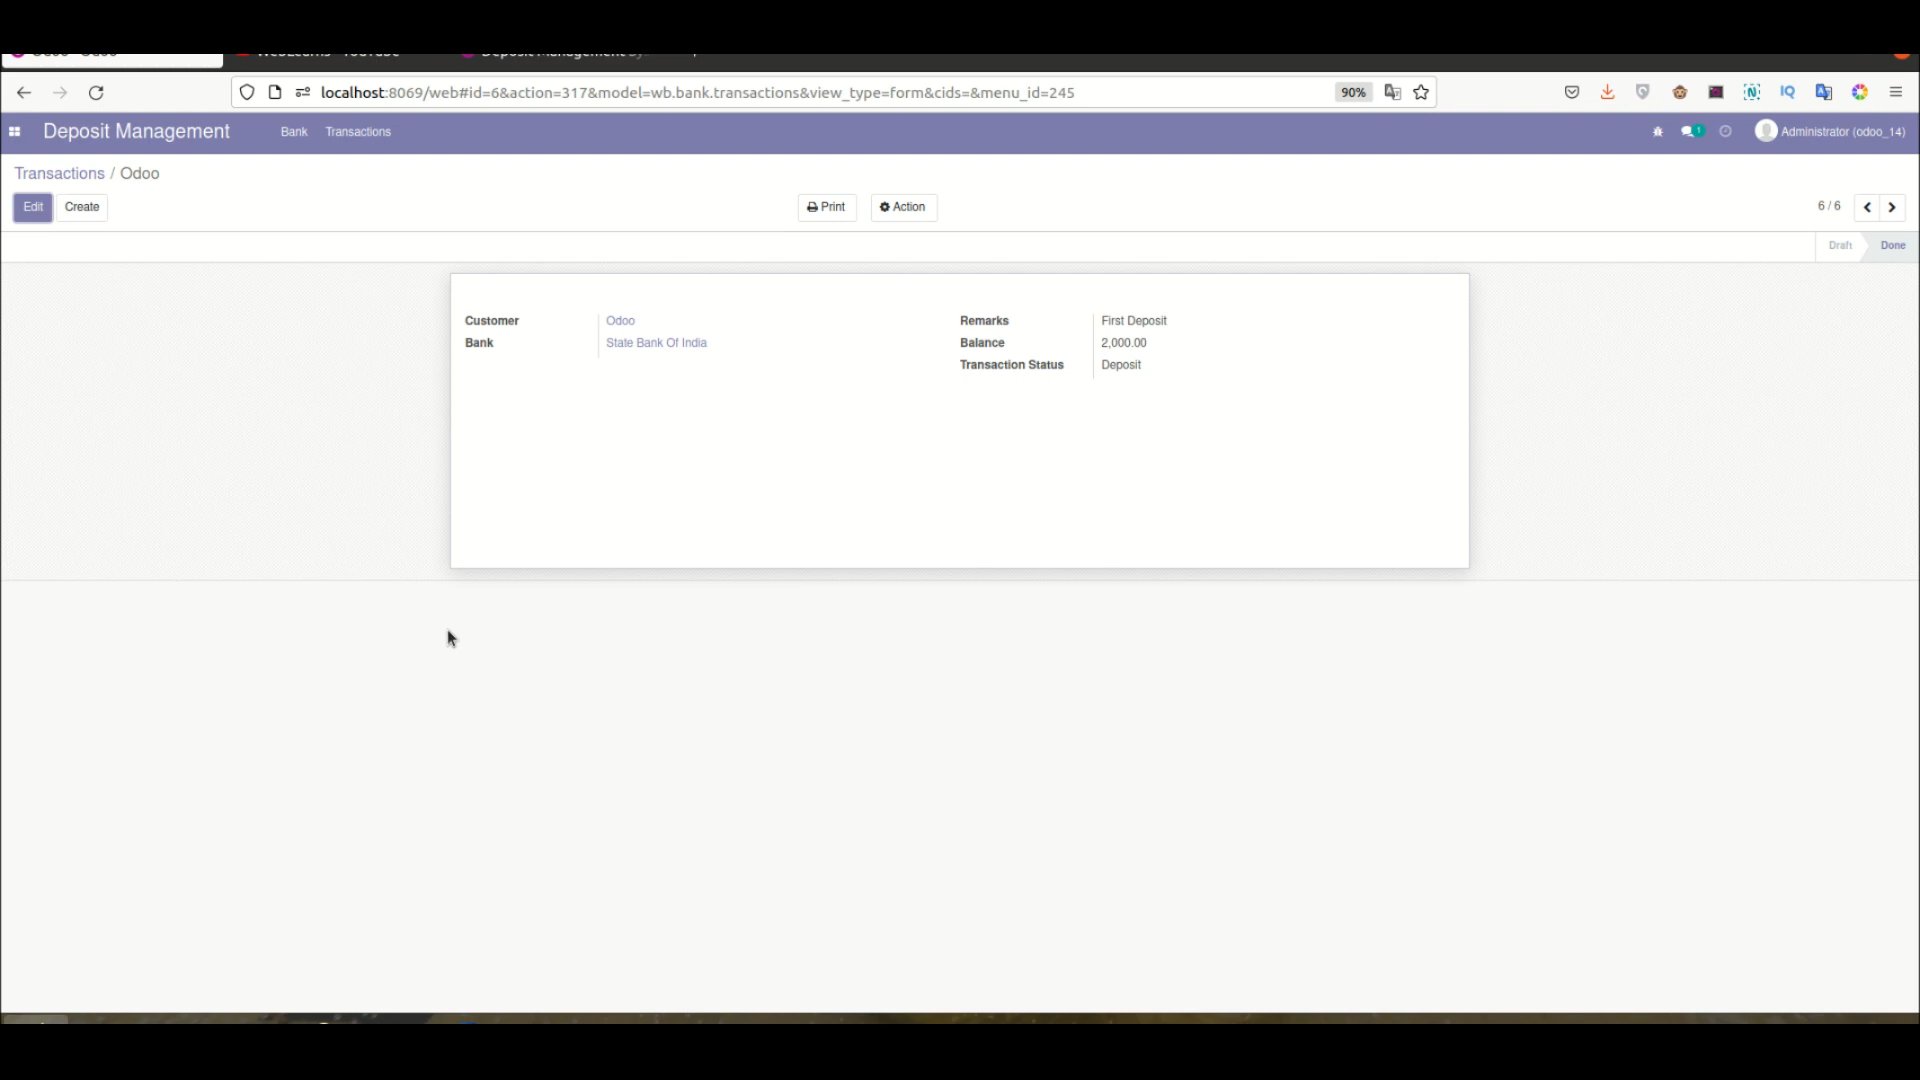 localhost:8069/web#id=6&action=317&model=wb.bank.transactions&view_type=form&cids=&menu_id=245
90%
IQ
Deposit Management
Bank
Transactions
1
Administrator (odoo_14)
Transactions / Odoo
Edit
Create
Print
Action
6 / 6
Draft
Done
Customer
Odoo
Remarks
First Deposit
Bank
State Bank Of India
Balance
2,000.00
Transaction Status
Deposit